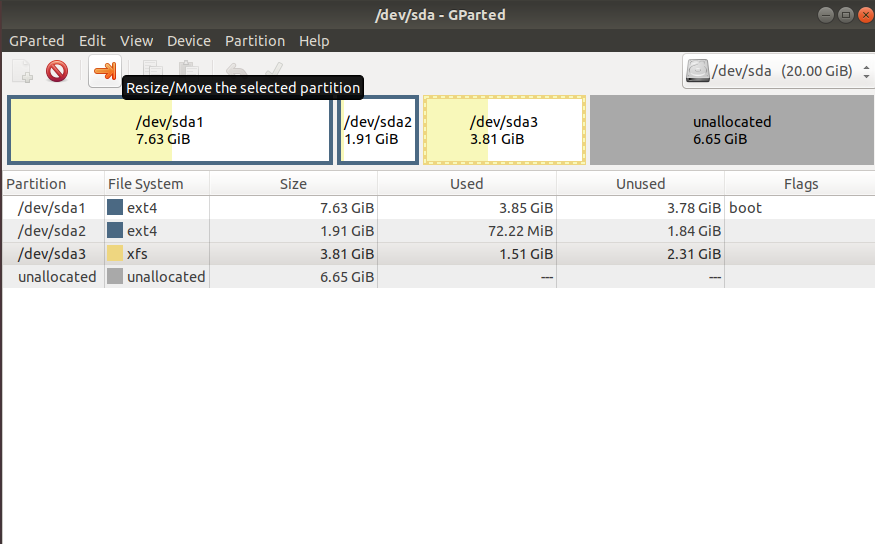 /dev/sda - GParted
GParted Edit View Device Partition Help
/dev/sda (20.00 GiB)
Resize/Move the selected partition
/dev/sda1
7.63 GiB
/dev/sda2
1.91 GiB
/dev/sda3
3.81 GiB
unallocated
6.65 GiB
Partition File System Size Used Unused Flags
/dev/sda1 ext4 7.63 GiB 3.85 GiB 3.78 GiB boot
/dev/sda2 ext4 1.91 GiB 72.22 MiB 1.84 GiB
/dev/sda3 xfs 3.81 GiB 1.51 GiB 2.31 GiB
unallocated unallocated 6.65 GiB --- ---